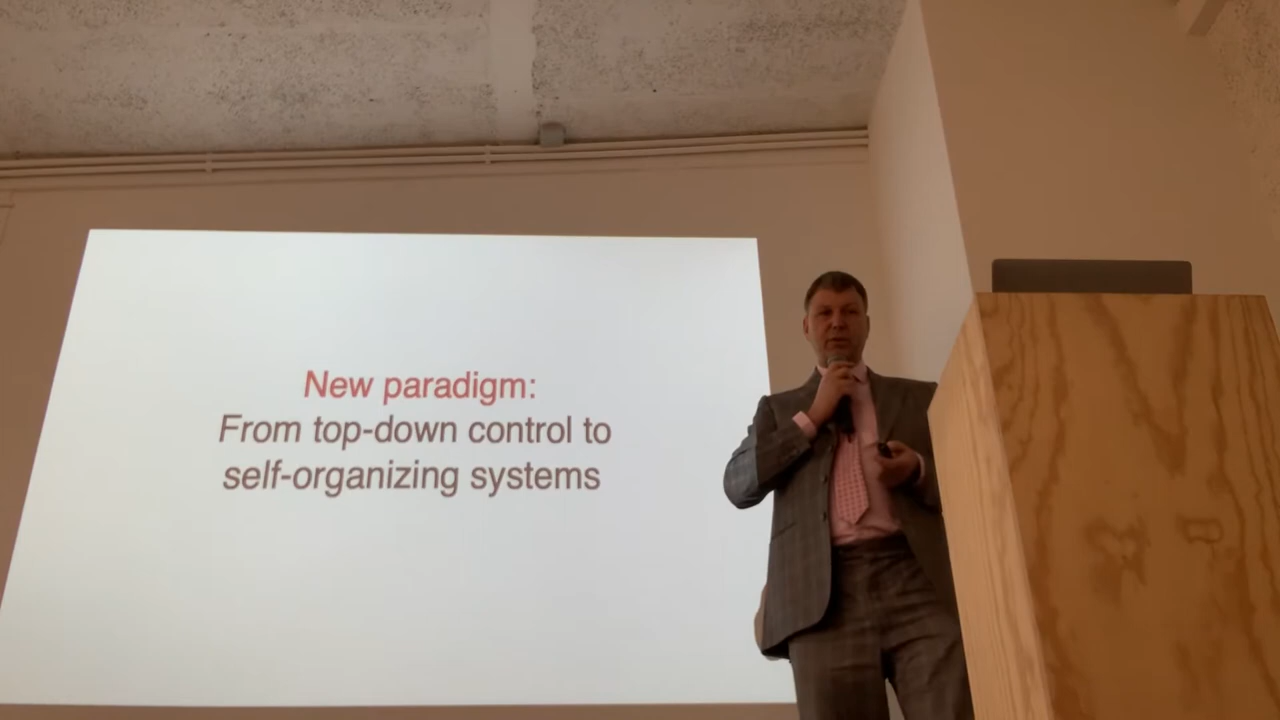 New paradigm:
From top-down control to
self-organizing systems